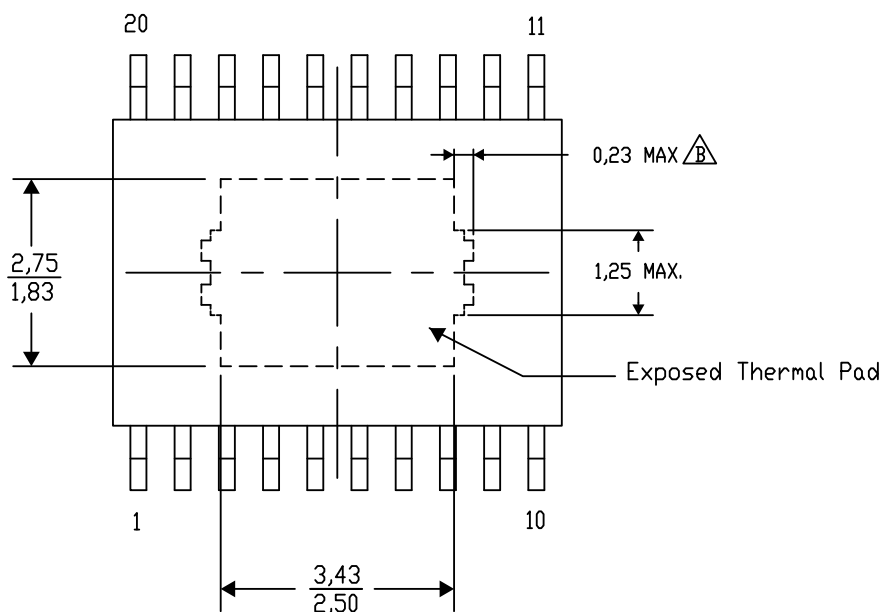 20
11
0,23 MAX B
2,75
1,83
1,25 MAX.
Exposed Thermal Pad
1
10
3,43
2,50